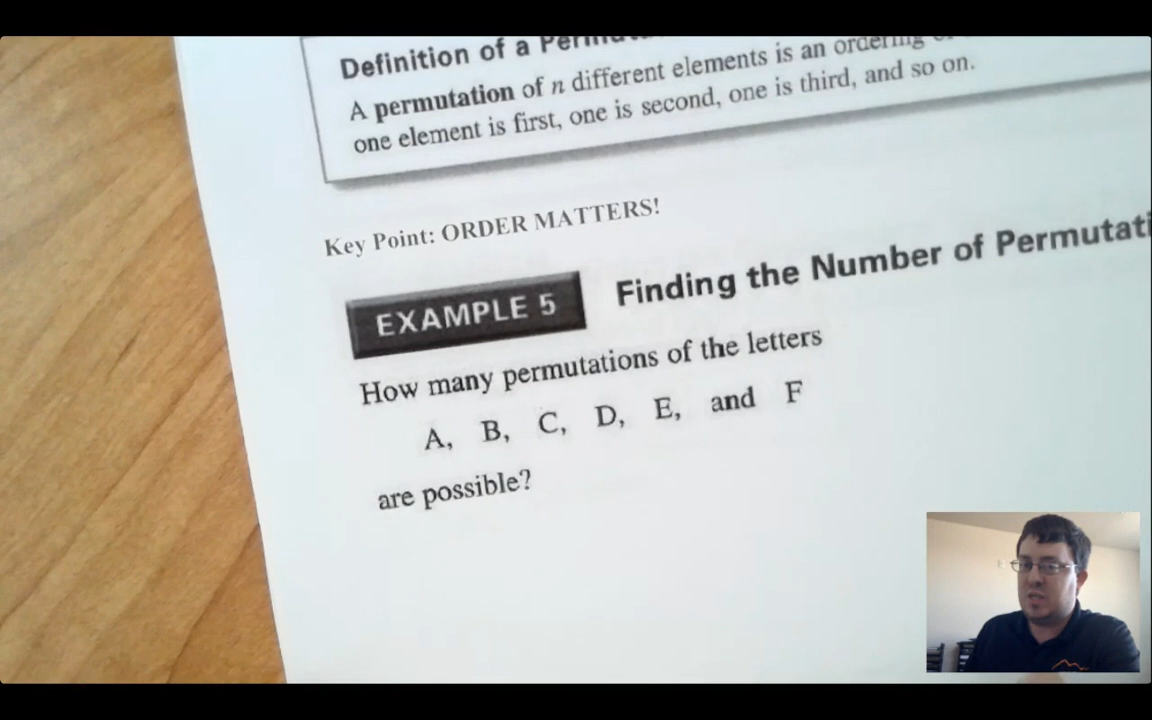 Definition of a
A permutation of n different elements is an ordering
one element is first, one is second, one is third, and so on.
Key Point: ORDER MATTERS!
EXAMPLE 5 Finding the Number of
How many permutations of the letters
A, B, C, D, E, and F
are possible?